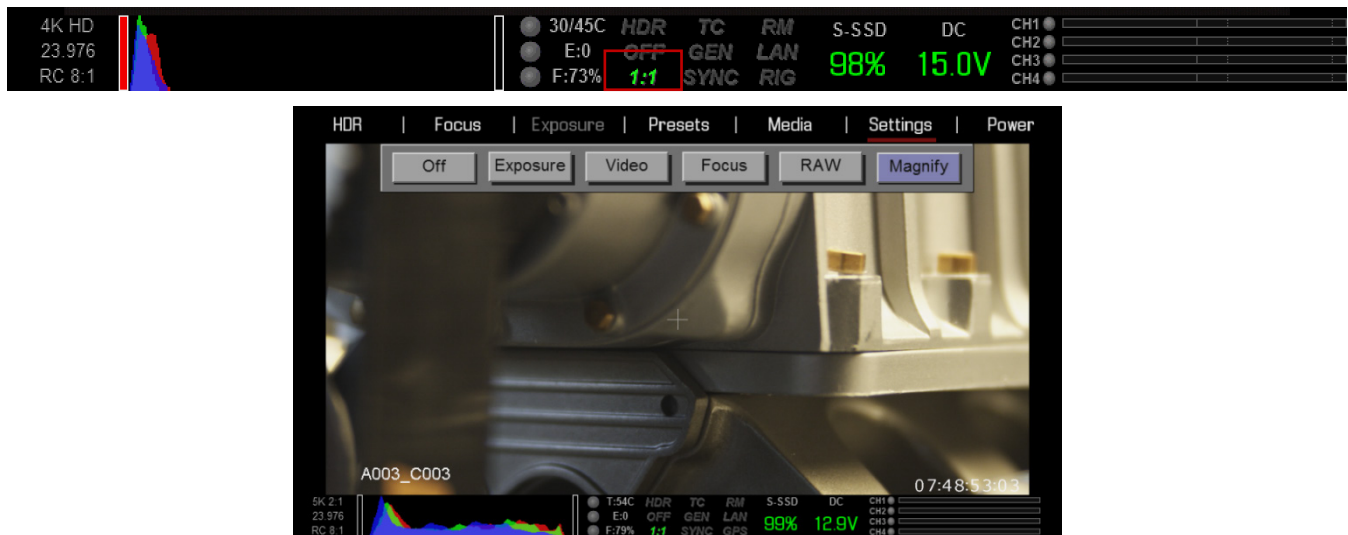 4K HD 30/45C HDR TC RM S-SSD DC CH1
23.976 E:0 OFF GEN LAN 98% 15.0V CH2
RC 8:1 F:73% 1:1 SYNC RIG CH3
CH4
HDR | Focus | Exposure | Presets | Media | Settings | Power
Off Exposure Video Focus RAW Magnify
A003_C003
07:48:53:03
5K 2:1 T:54C HDR TC RM S-SSD DC CH1
23.976 E:0 OFF GEN LAN 99% 12.9V CH2
RC 8:1 F:79% 1:1 SYNC GPS CH3
CH4